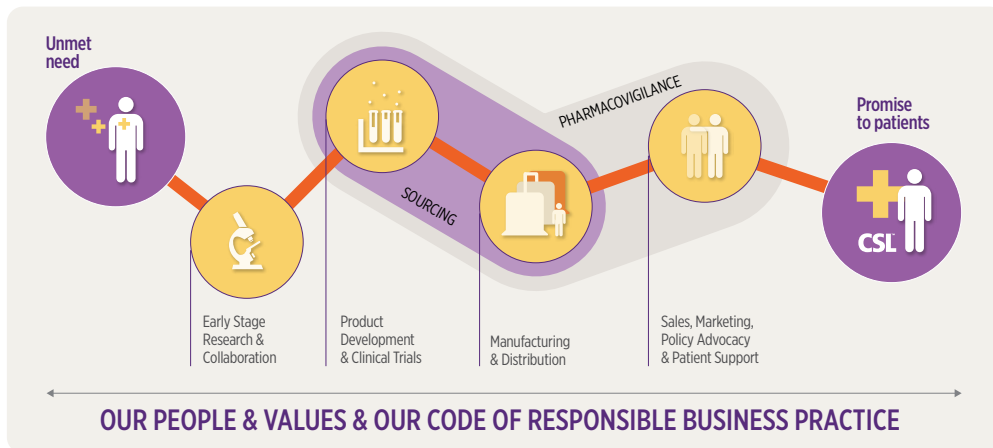 Unmet
need
SOURCING
PHARMACOVIGILANCE
Promise
to patients
CSL™
Early Stage
Research &
Collaboration
Product
Development
& Clinical Trials
Manufacturing
& Distribution
Sales, Marketing,
Policy Advocacy
& Patient Support
OUR PEOPLE & VALUES & OUR CODE OF RESPONSIBLE BUSINESS PRACTICE